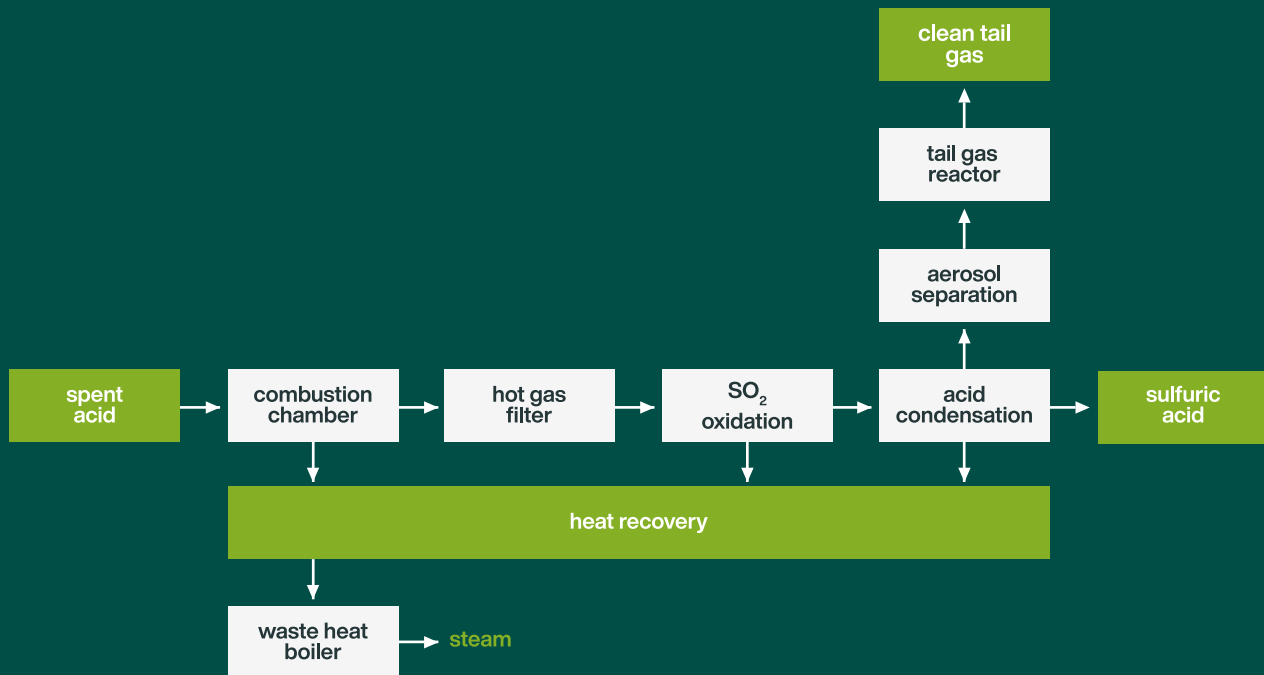 clean tail
gas
tail gas
reactor
aerosol
separation
spent
acid
combustion
chamber
hot gas
filter
SO₂
oxidation
acid
condensation
sulfuric
acid
heat recovery
waste heat
boiler
steam